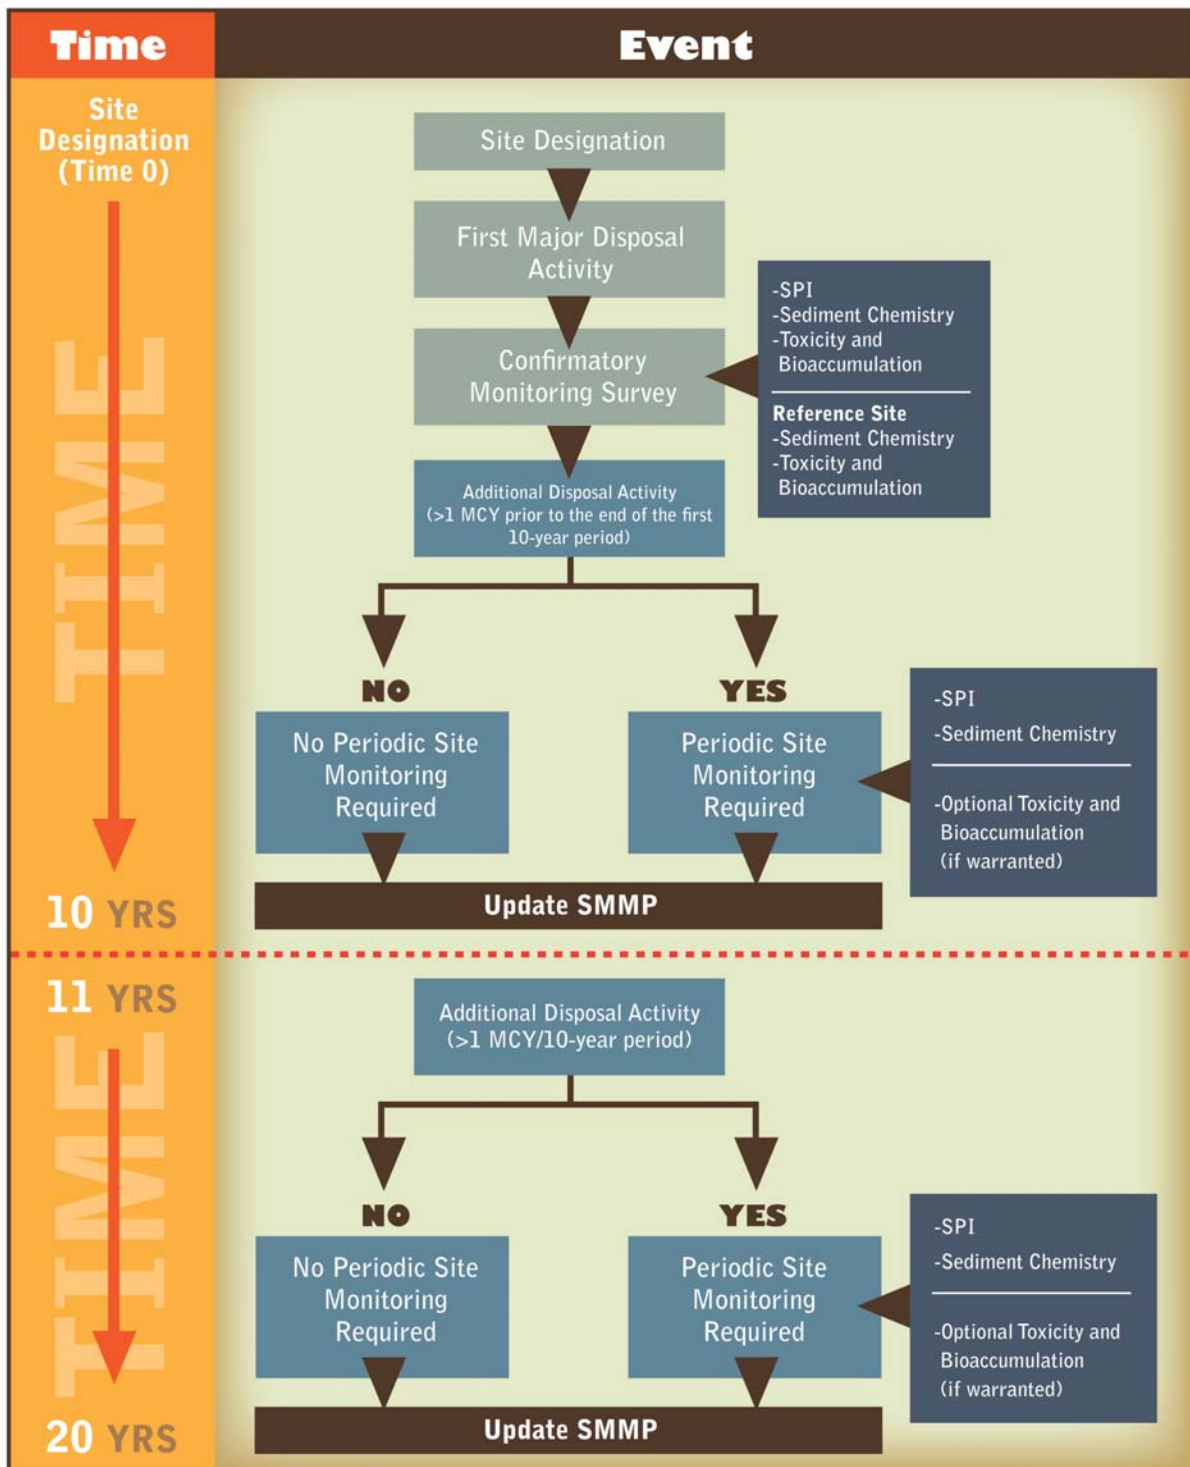 Time
Event
Site
Designation
(Time 0)
TIME
10 YRS
Site Designation
First Major Disposal
Activity
Confirmatory
Monitoring Survey
-SPI
-Sediment Chemistry
-Toxicity and
Bioaccumulation
Reference Site
-Sediment Chemistry
-Toxicity and
Bioaccumulation
Additional Disposal Activity
(>1 MCY prior to the end of the first
10-year period)
NO
YES
No Periodic Site
Monitoring
Required
Periodic Site
Monitoring
Required
-SPI
-Sediment Chemistry
-Optional Toxicity and
Bioaccumulation
(if warranted)
Update SMMP
11 YRS
TIME
20 YRS
Additional Disposal Activity
(>1 MCY/10-year period)
NO
YES
No Periodic Site
Monitoring
Required
Periodic Site
Monitoring
Required
-SPI
-Sediment Chemistry
-Optional Toxicity and
Bioaccumulation
(if warranted)
Update SMMP